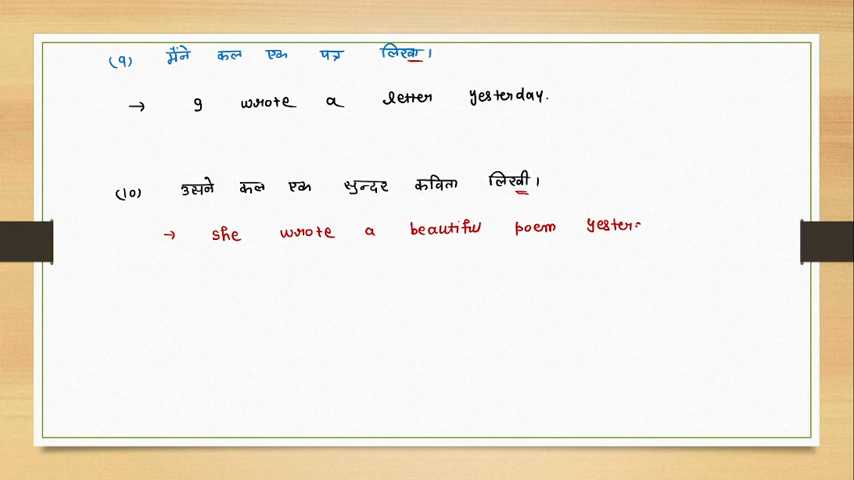 (9) मैंने कल एक पत्र लिखा।
→ I wrote a letter yesterday.
(10) उसने कल एक सुन्दर कविता लिखी।
→ she wrote a beautiful poem yester